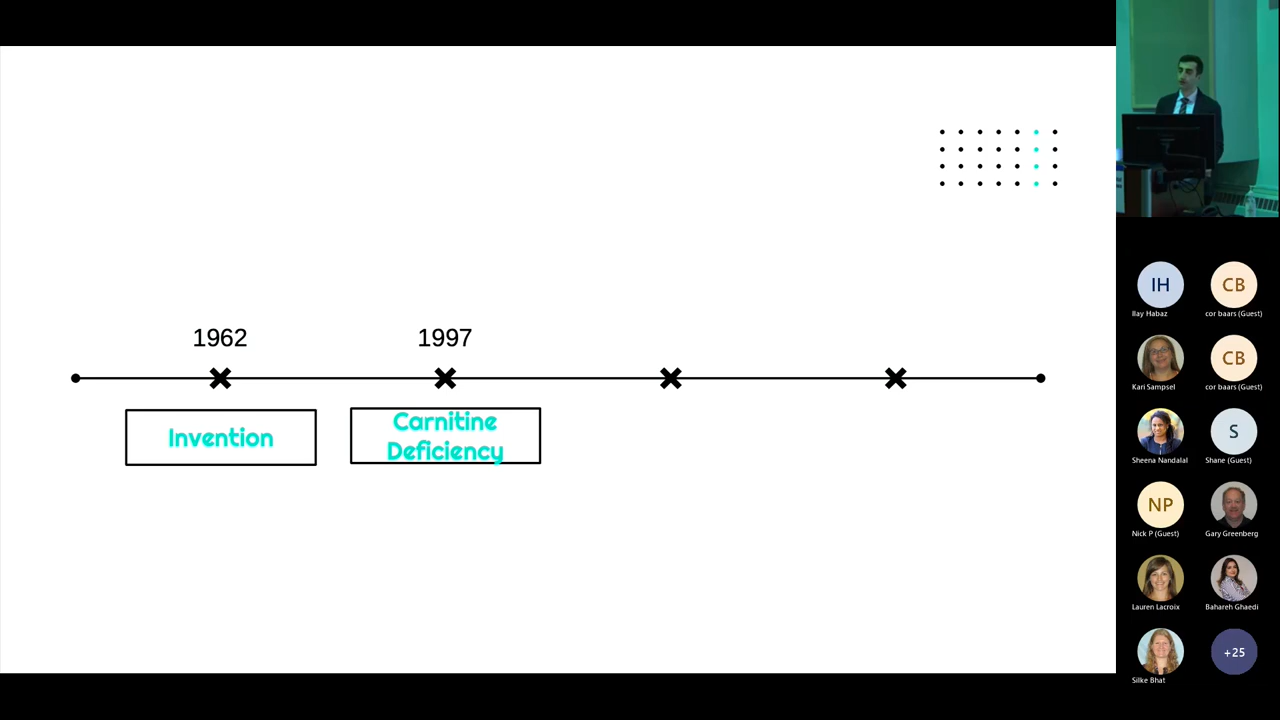 1962
1997
Invention
Carnitine
Deficiency
IH
Ilay Habaz
CB
cor baars (Guest)
Kari Sampsel
CB
cor baars (Guest)
Sheena Nandalal
S
Shane (Guest)
NP
Nick P (Guest)
Gary Greenberg
Lauren Lacroix
Bahareh Ghaedi
Silke Bhat
+25